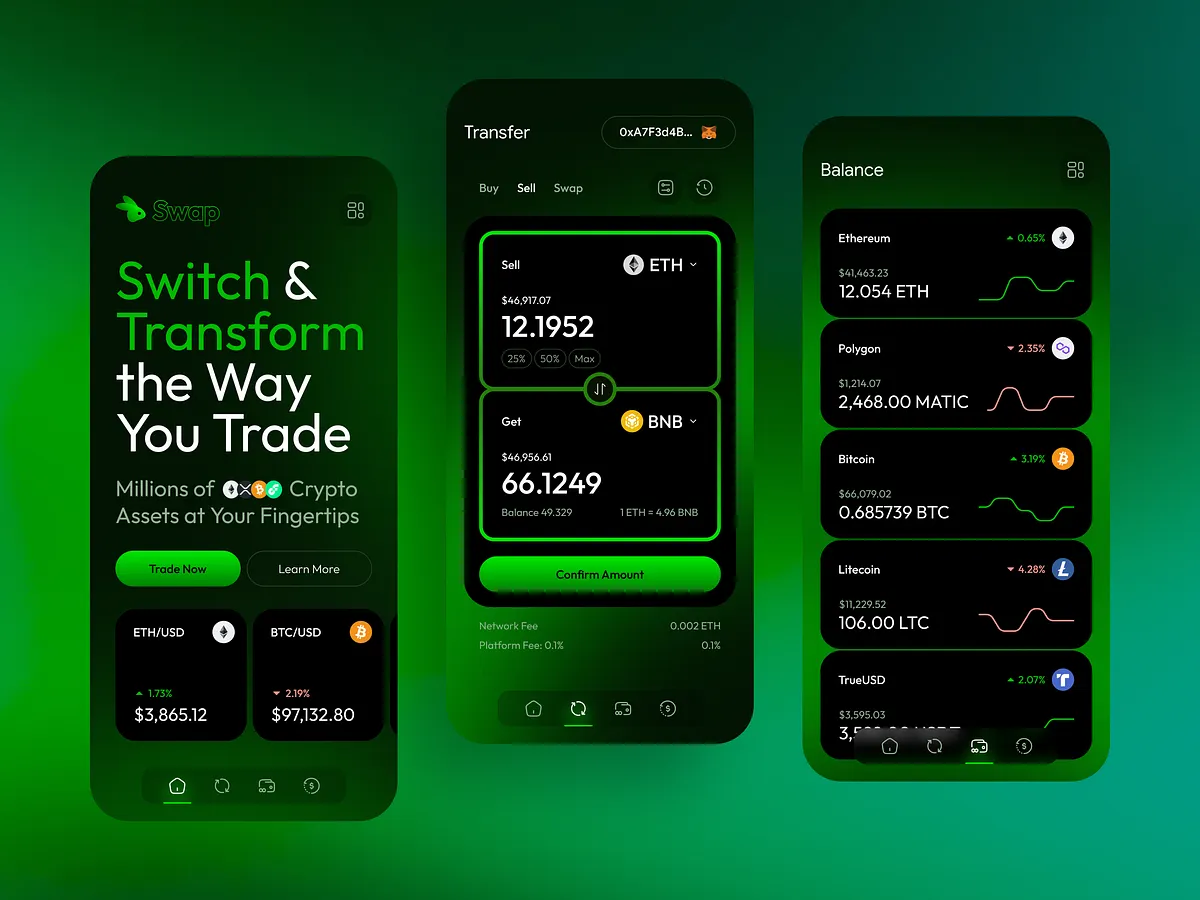 Swap
Switch &
Transform
the Way
You Trade
Millions of Crypto
Assets at Your Fingertips
Trade Now
Learn More
ETH/USD
1.73%
$3,865.12
BTC/USD
2.19%
$97,132.80
Transfer
0xA7F3d4B...
Buy Sell Swap
Sell
ETH
$46,917.07
12.1952
25% 50% Max
Get
BNB
$46,956.61
66.1249
Balance 49.329
1 ETH = 4.96 BNB
Confirm Amount
Network Fee
0.002 ETH
Platform Fee: 0.1%
0.1%
Balance
Ethereum
0.65%
$41,463.23
12.054 ETH
Polygon
2.35%
$1,214.07
2,468.00 MATIC
Bitcoin
3.19%
$66,079.02
0.685739 BTC
Litecoin
4.28%
$11,229.52
106.00 LTC
TrueUSD
2.07%
$3,595.03